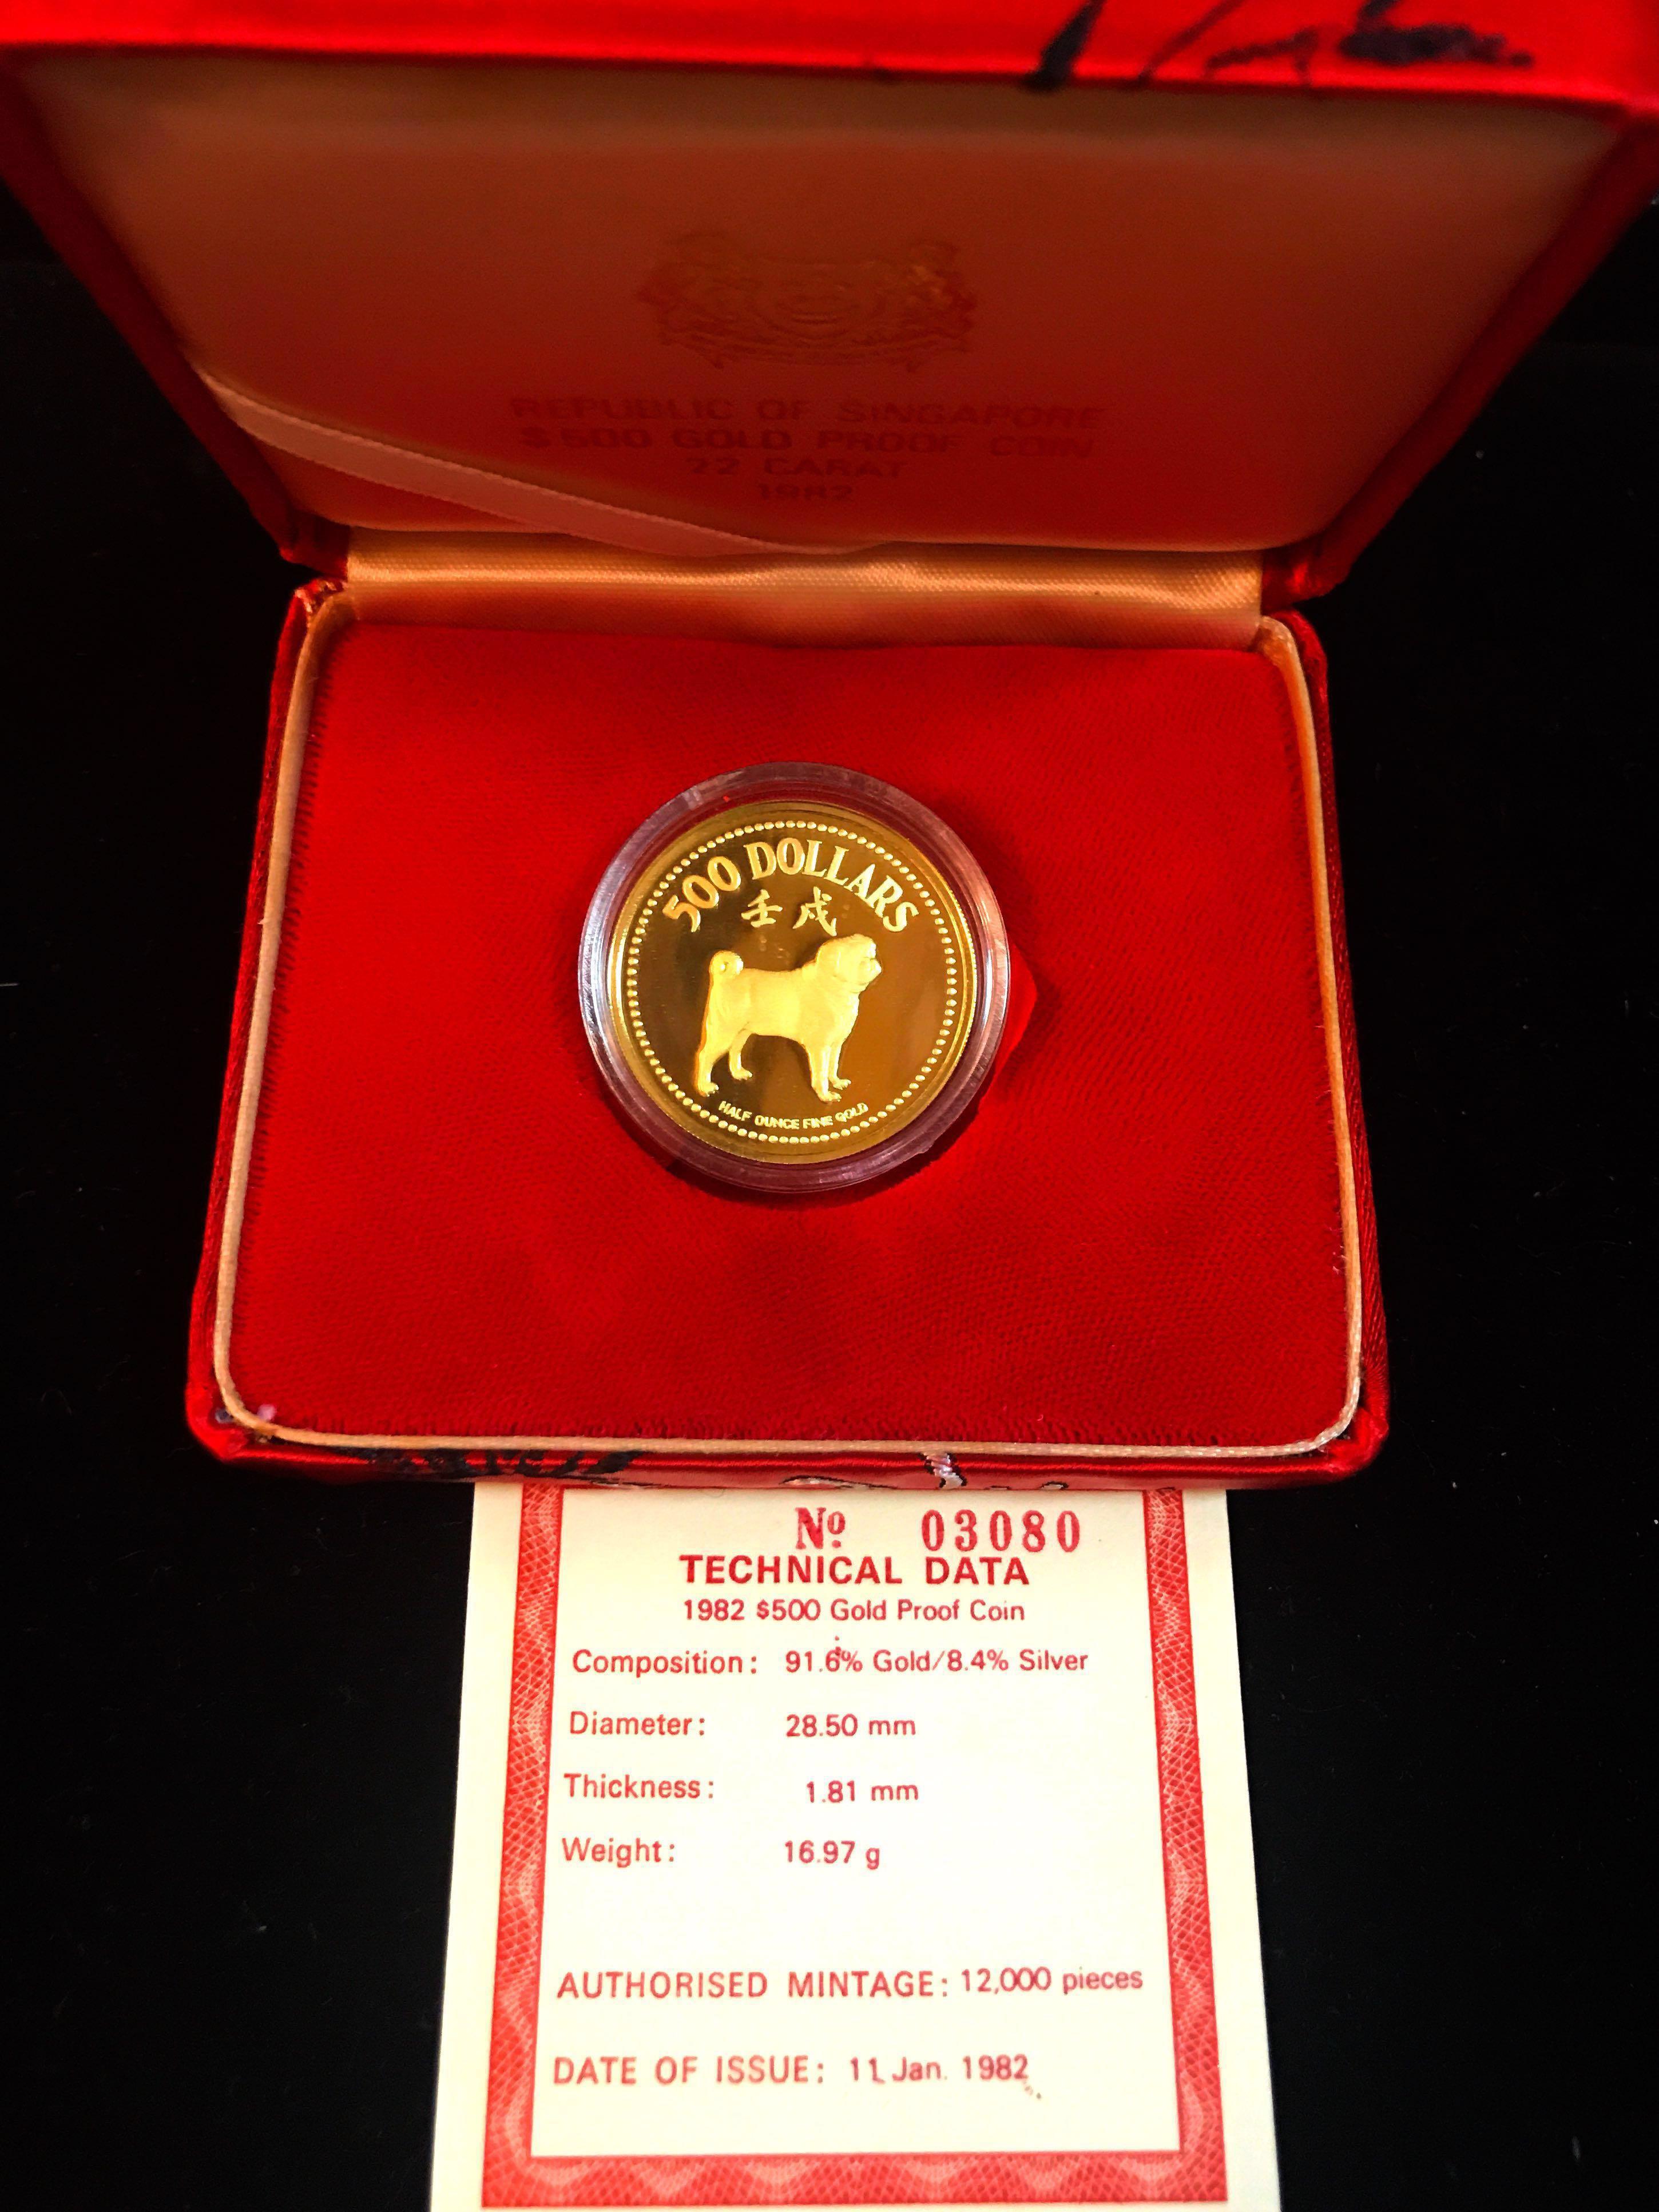 REPUBLIC OF SINGAPORE
$500 GOLD PROOF COIN
22 CARAT
1982
500 DOLLARS
壬戌
HALF OUNCE FINE GOLD
Nº 03080
TECHNICAL DATA
1982 $500 Gold Proof Coin
Composition: 91.6% Gold/8.4% Silver
Diameter: 28.50 mm
Thickness: 1.81 mm
Weight: 16.97 g
AUTHORISED MINTAGE: 12,000 pieces
DATE OF ISSUE: 11 Jan. 1982